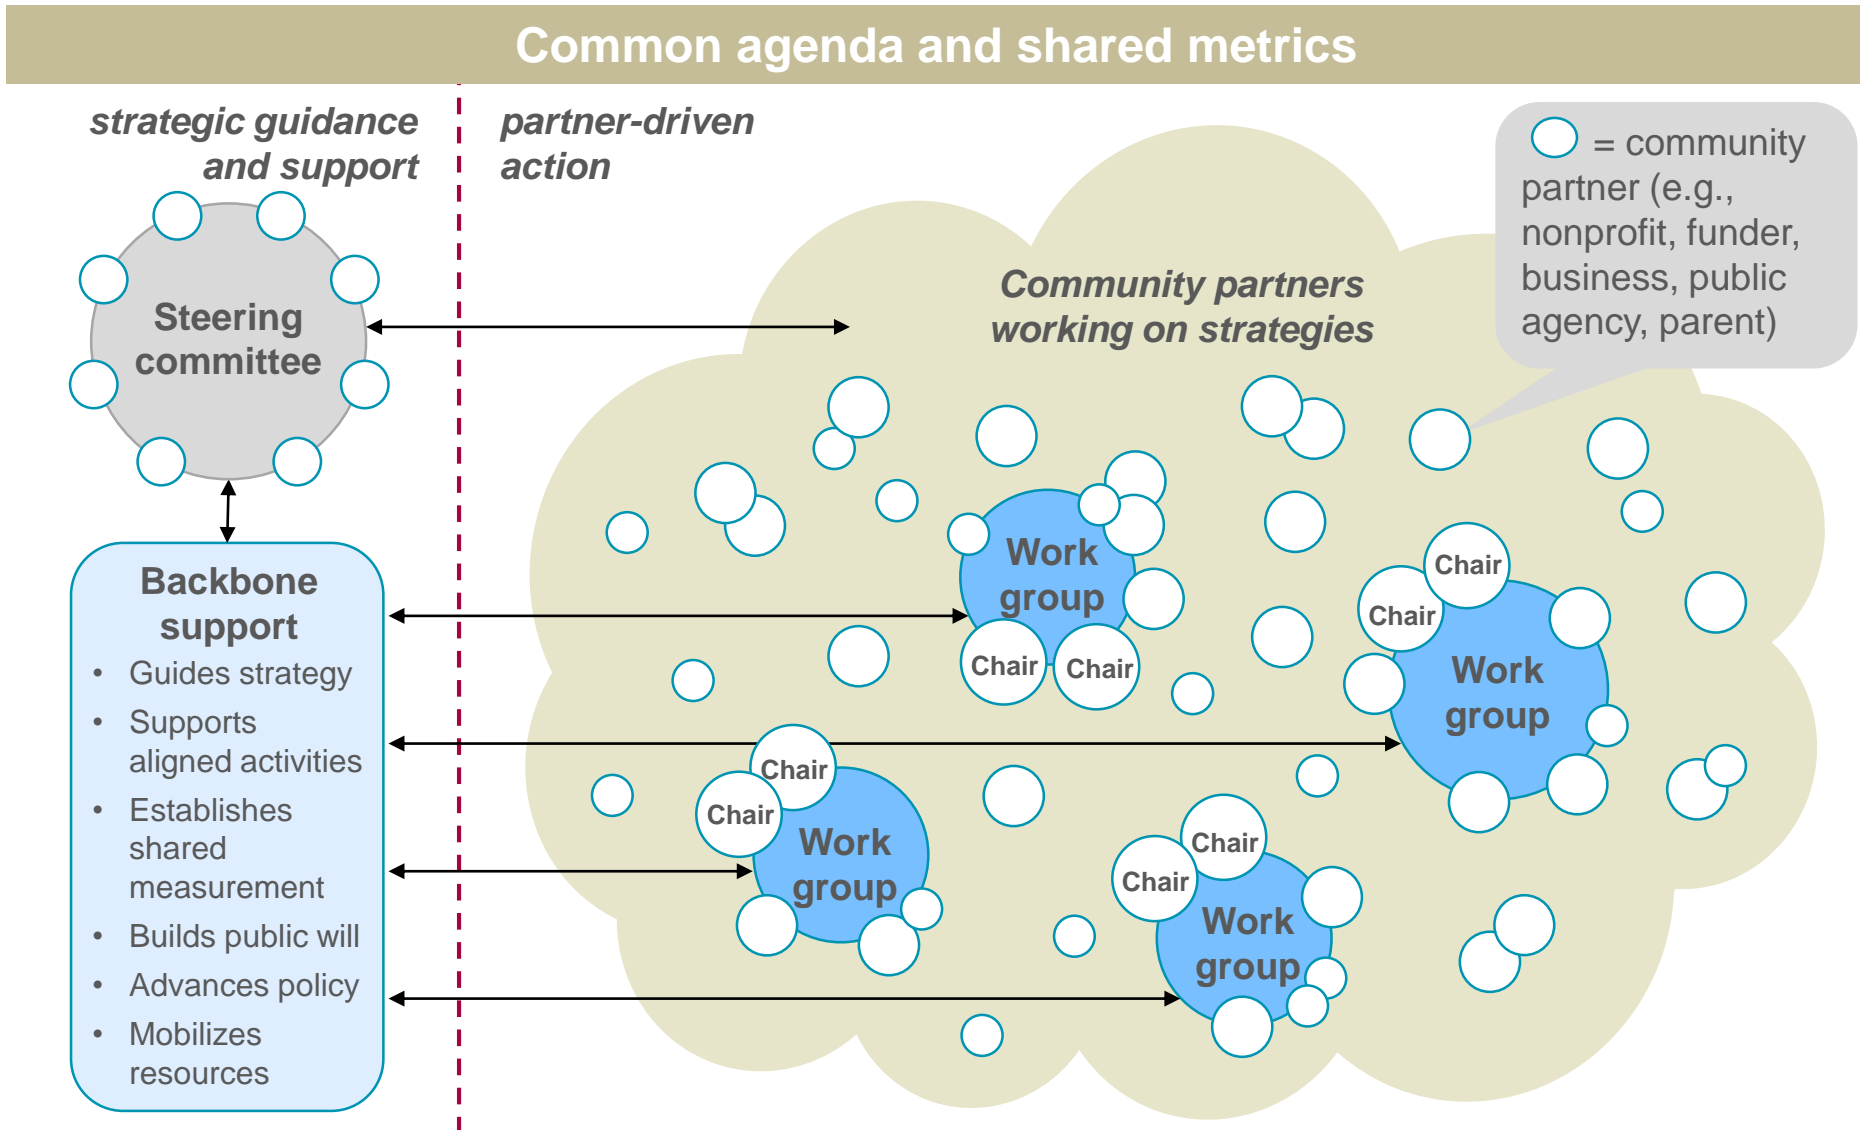 Common agenda and shared metrics
strategic guidance
and support
partner-driven
action
= community
partner (e.g.,
nonprofit, funder,
business, public
agency, parent)
Steering
committee
Community partners
working on strategies
Backbone
support
• Guides strategy
• Supports
aligned activities
• Establishes
shared
measurement
• Builds public will
• Advances policy
• Mobilizes
resources
Work
group
Chair
Chair
Chair
Chair
Work
group
Chair
Chair
Work
group
Chair
Chair
Work
group